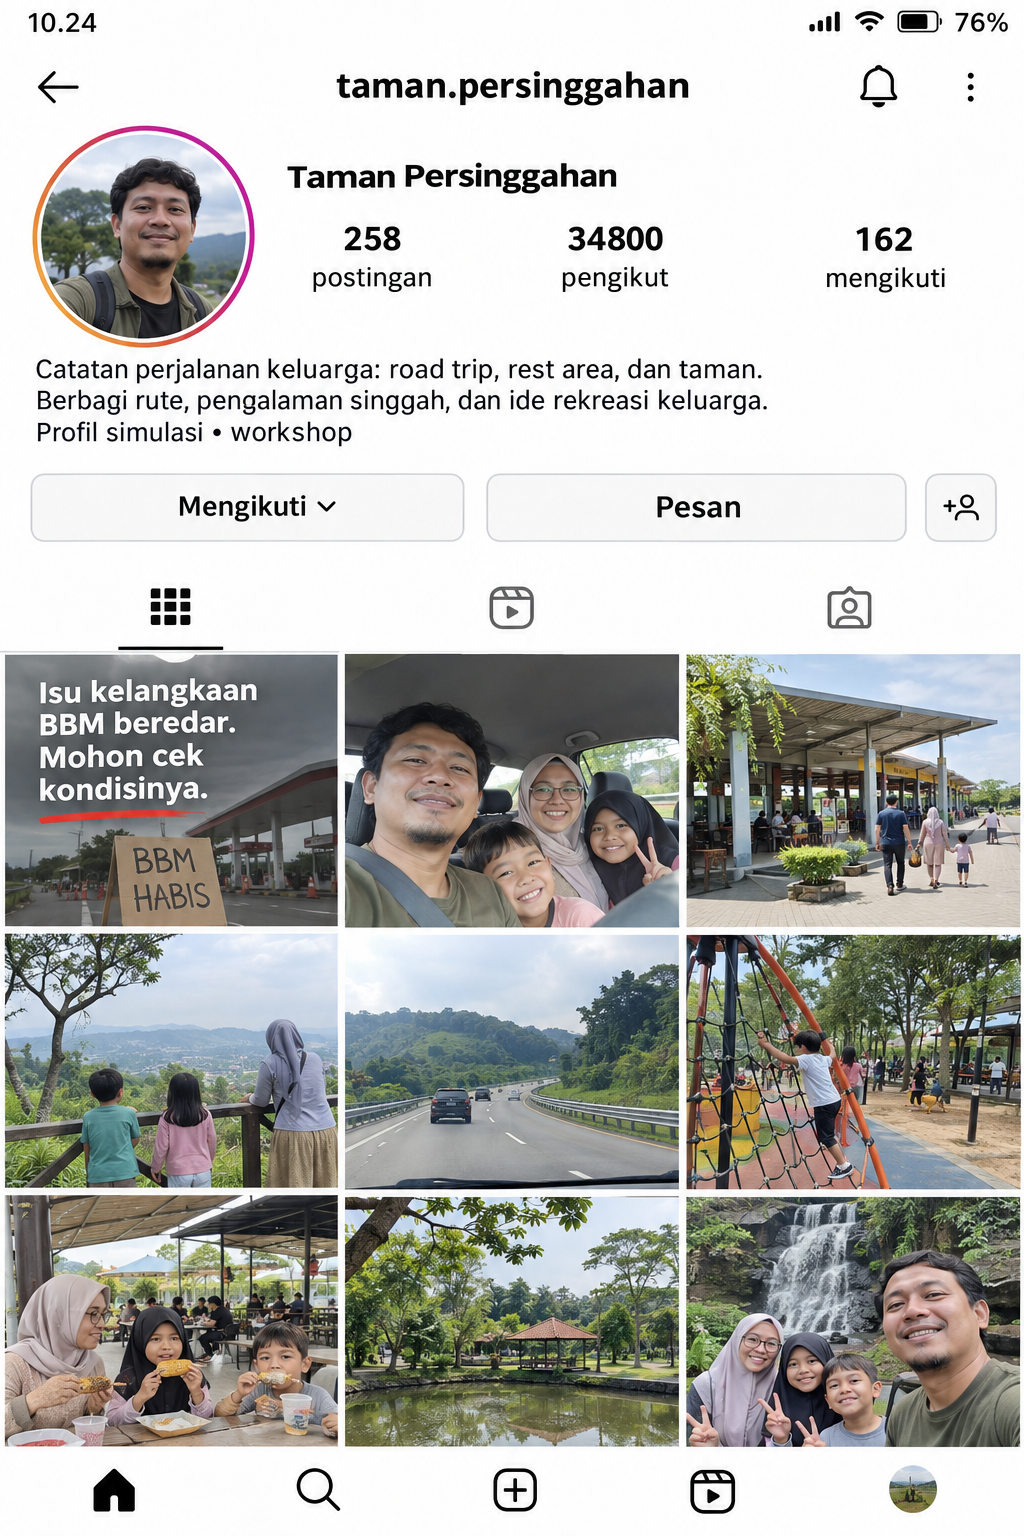 10.24
76%
taman.persinggahan
Taman Persinggahan
258
postingan
34800
pengikut
162
mengikuti
Catatan perjalanan keluarga: road trip, rest area, dan taman.
Berbagi rute, pengalaman singgah, dan ide rekreasi keluarga.
Profil simulasi • workshop
Mengikuti
Pesan
Isu kelangkaan
BBM beredar.
Mohon cek
kondisinya.
BBM
HABIS